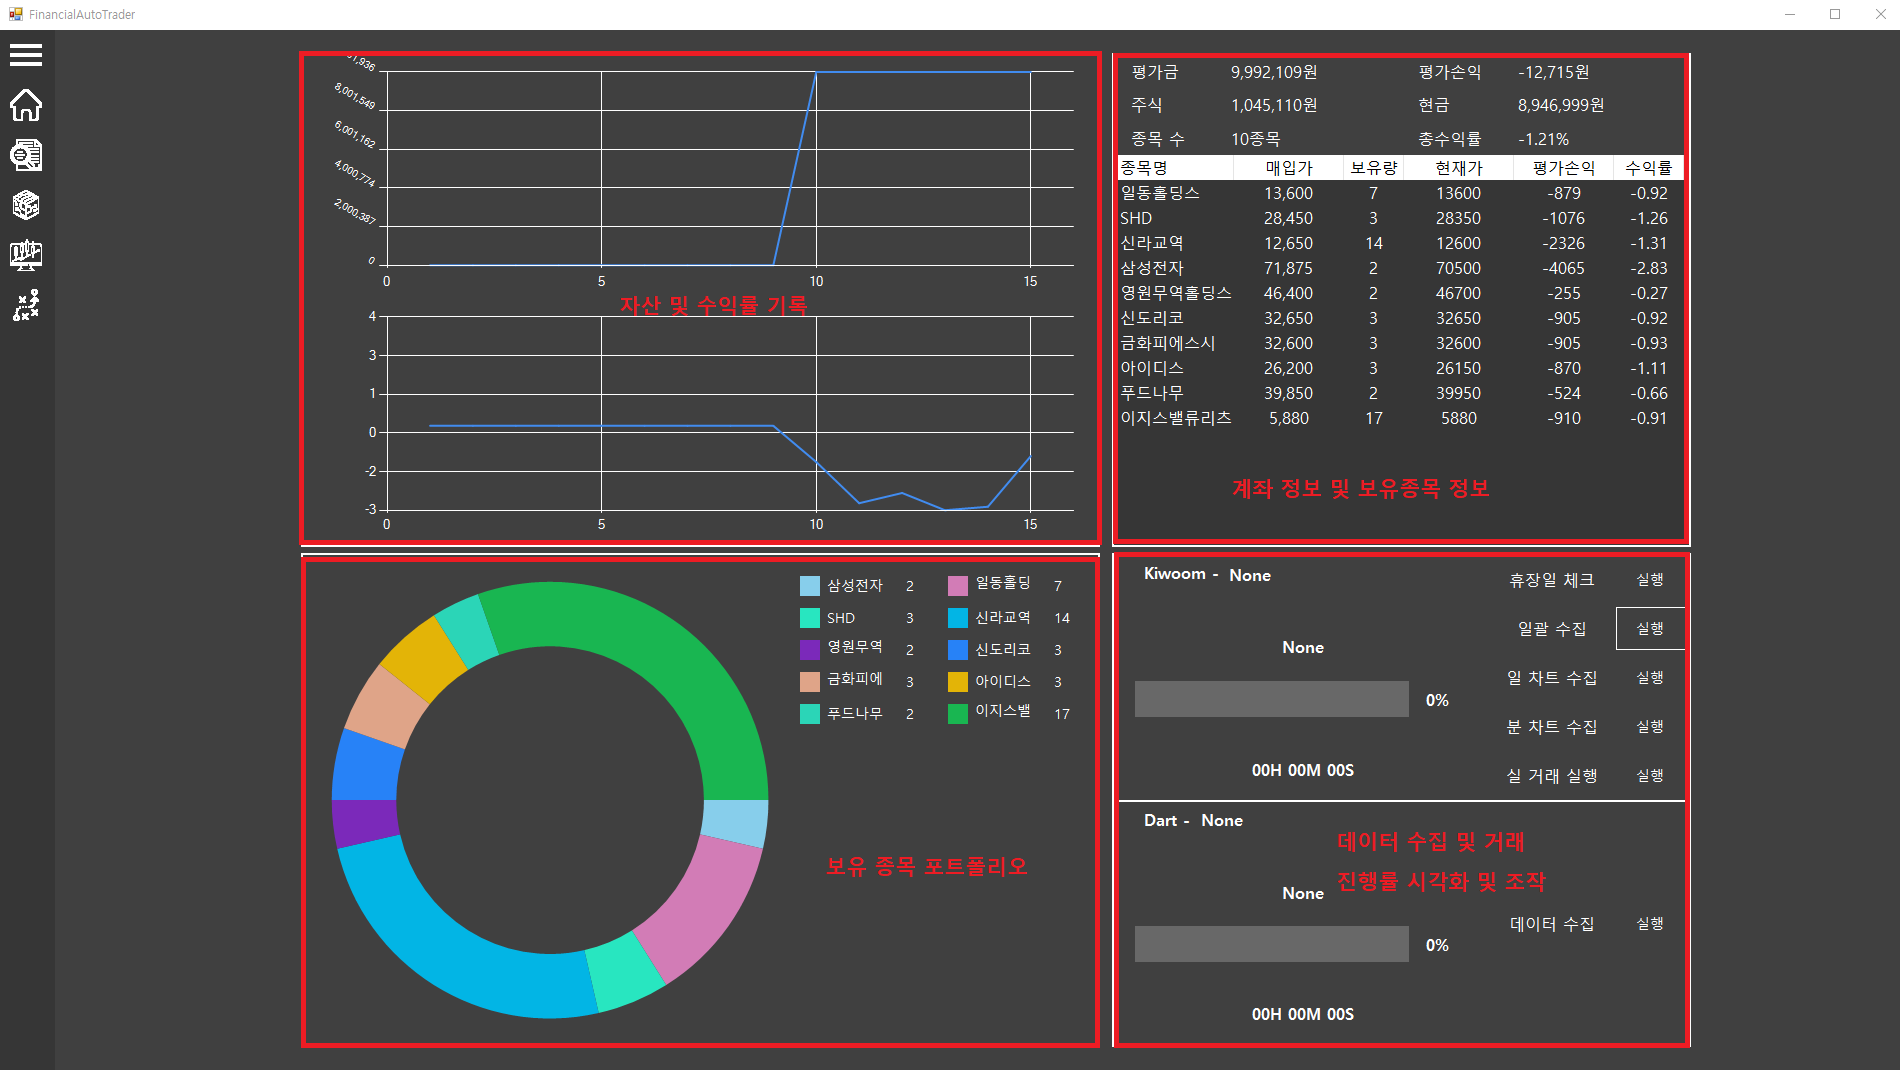 FinancialAutoTrader
8,001,549
6,001,162
4,000,774
2,000,387
0
0 5 10 15
자산 및 수익률 기록
4
3
1
0
-2
-3
0 5 10 15
평가금 9,992,109원 평가손익 -12,715원
주식 1,045,110원 현금 8,946,999원
종목 수 10종목 총수익률 -1.21%
종목명 매입가 보유량 현재가 평가손익 수익률
일동홀딩스 13,600 7 13600 -879 -0.92
SHD 28,450 3 28350 -1076 -1.26
신라교역 12,650 14 12600 -2326 -1.31
삼성전자 71,875 2 70500 -4065 -2.83
영원무역홀딩스 46,400 2 46700 -255 -0.27
신도리코 32,650 3 32650 -905 -0.92
금화피에스시 32,600 3 32600 -905 -0.93
아이디스 26,200 3 26150 -870 -1.11
푸드나무 39,850 2 39950 -524 -0.66
이지스밸류리츠 5,880 17 5880 -910 -0.91
계좌 정보 및 보유종목 정보
삼성전자 2 일동홀딩 7
SHD 3 신라교역 14
영원무역 2 신도리코 3
금화피에 3 아이디스 3
푸드나무 2 이지스밸 17
보유 종목 포트폴리오
Kiwoom - None
휴장일 체크 실행
일괄 수집 실행
None
일 차트 수집 실행
0%
분 차트 수집 실행
00H 00M 00S
실 거래 실행 실행
Dart - None
데이터 수집 및 거래
진행률 시각화 및 조작
None
데이터 수집 실행
0%
00H 00M 00S